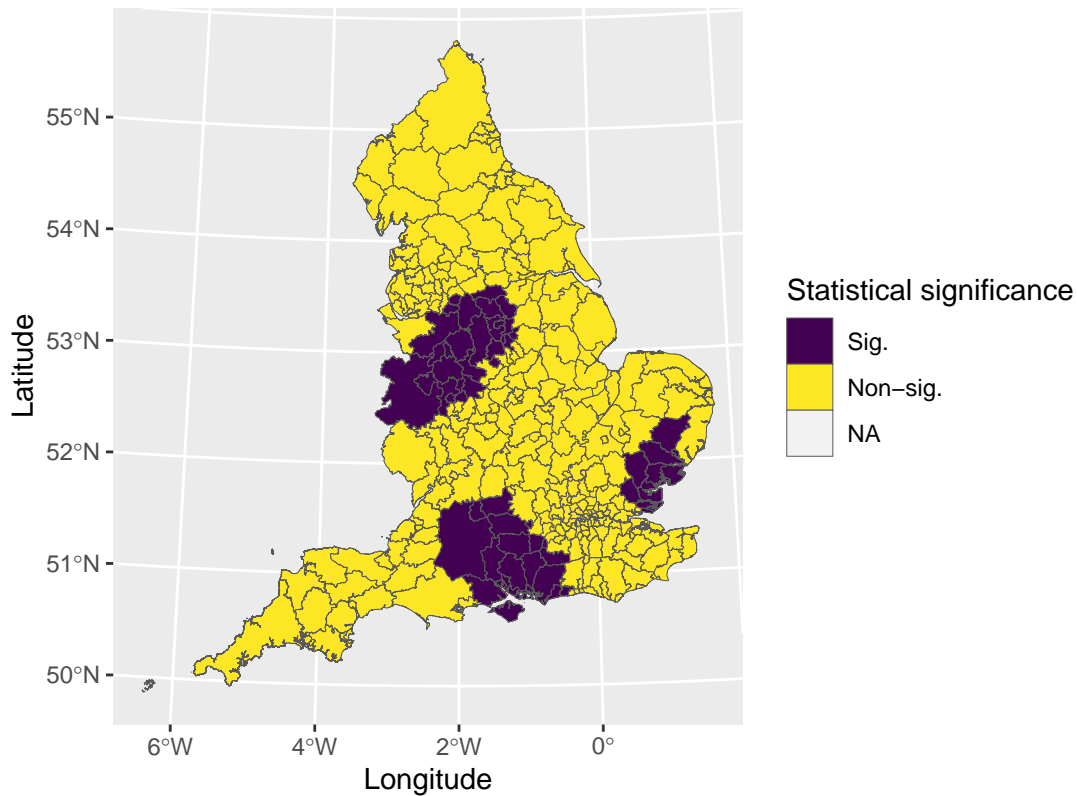 55°N
54°N
53°N
52°N
51°N
50°N
Latitude
6°W
4°W
2°W
0°
Longitude
Statistical significance
Sig.
Non−sig.
NA